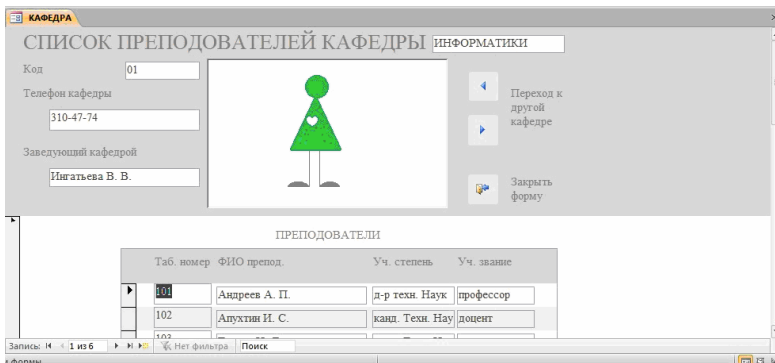 КАФЕДРА
СПИСОК ПРЕПОДОВАТЕЛЕЙ КАФЕДРЫ ИНФОРМАТИКИ
Код 01
Телефон кафедры
310-47-74
Заведуюший кафедрой
Ингатьева В. В.
Переход к
другой
кафедре
Закрыть
форму
ПРЕПОДОВАТЕЛИ
Таб. номер ФИО препод. Уч. степень Уч. звание
101 Андреев А. П. д-р техн. Наук профессор
102 Апухтин И. С. канд. Техн. Нау доцент
Запись: 1 из 6 Нет фильтра Поиск